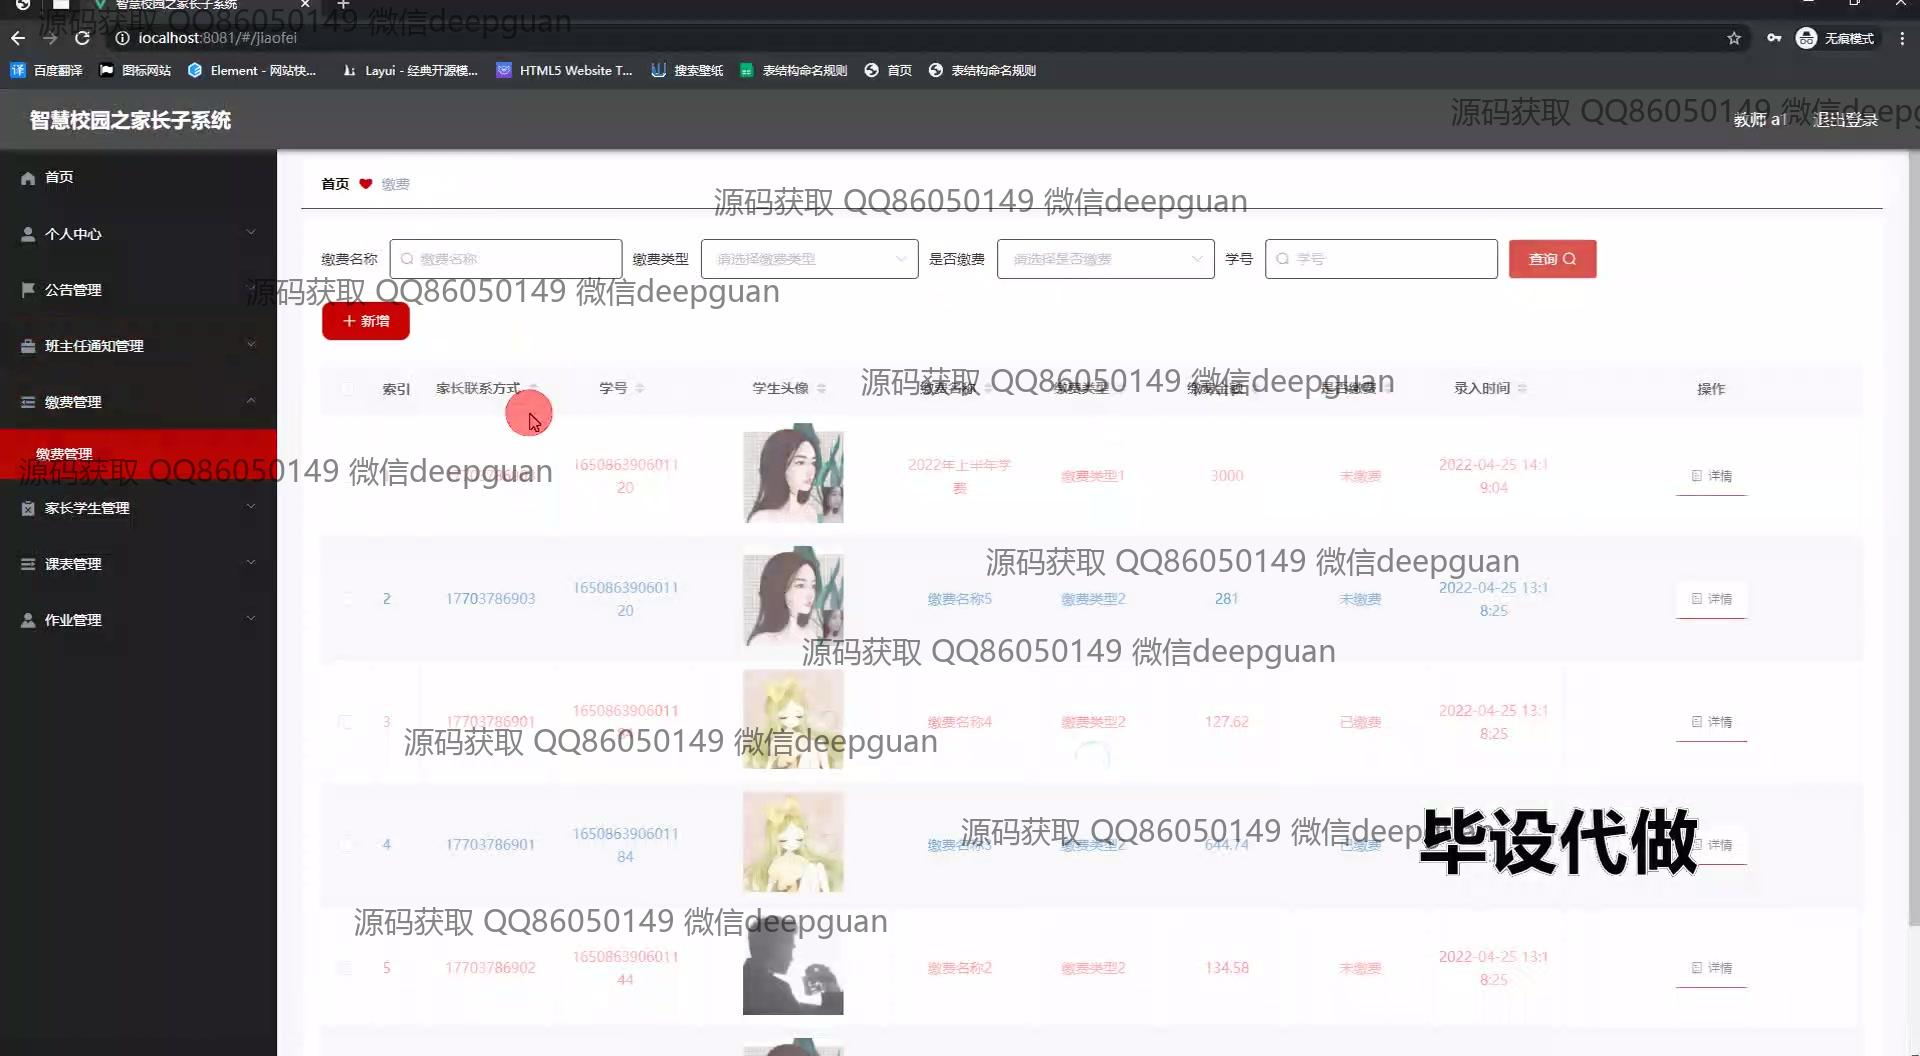 智慧校园之家长子系统
源码获取 QQ86050149 微信deepguan
localhost:8081/#/jiaofei
无痕模式
百度翻译 图标网站 Element - 网站快... Layui - 经典开源模... HTML5 Website T... 搜索壁纸 表结构命名规则 首页 表结构命名规则
智慧校园之家长子系统
源码获取 QQ86050149 微信deepg
教师 a1 退出登录
首页
个人中心
公告管理
班主任通知管理
缴费管理
缴费管理
源码获取 QQ86050149 微信deepguan
家长学生管理
课表管理
作业管理
首页 缴费
源码获取 QQ86050149 微信deepguan
缴费名称 缴费名称 缴费类型 请选择缴费类型 是否缴费 请选择是否缴费 学号 学号 查询
源码获取 QQ86050149 微信deepguan
新增
源码获取 QQ86050149 微信deepguan
索引 家长联系方式 学号 学生头像 缴费名称 缴费类型 缴费金额 是否缴费 录入时间 操作
165086390601120 2022年上半年学费 缴费类型1 3000 未缴费 2022-04-25 14:19:04 详情
源码获取 QQ86050149 微信deepguan
2 17703786903 165086390601120 缴费名称5 缴费类型2 281 未缴费 2022-04-25 13:18:25 详情
源码获取 QQ86050149 微信deepguan
3 17703786901 1650863906011 缴费名称4 缴费类型2 127.62 已缴费 2022-04-25 13:18:25 详情
源码获取 QQ86050149 微信deepguan
源码获取 QQ86050149 微信deepguan
4 17703786901 165086390601184 缴费名称3 缴费类型2 644.74 已缴费 详情
毕设代做
源码获取 QQ86050149 微信deepguan
5 17703786902 165086390601144 缴费名称2 缴费类型2 134.58 未缴费 2022-04-25 13:18:25 详情